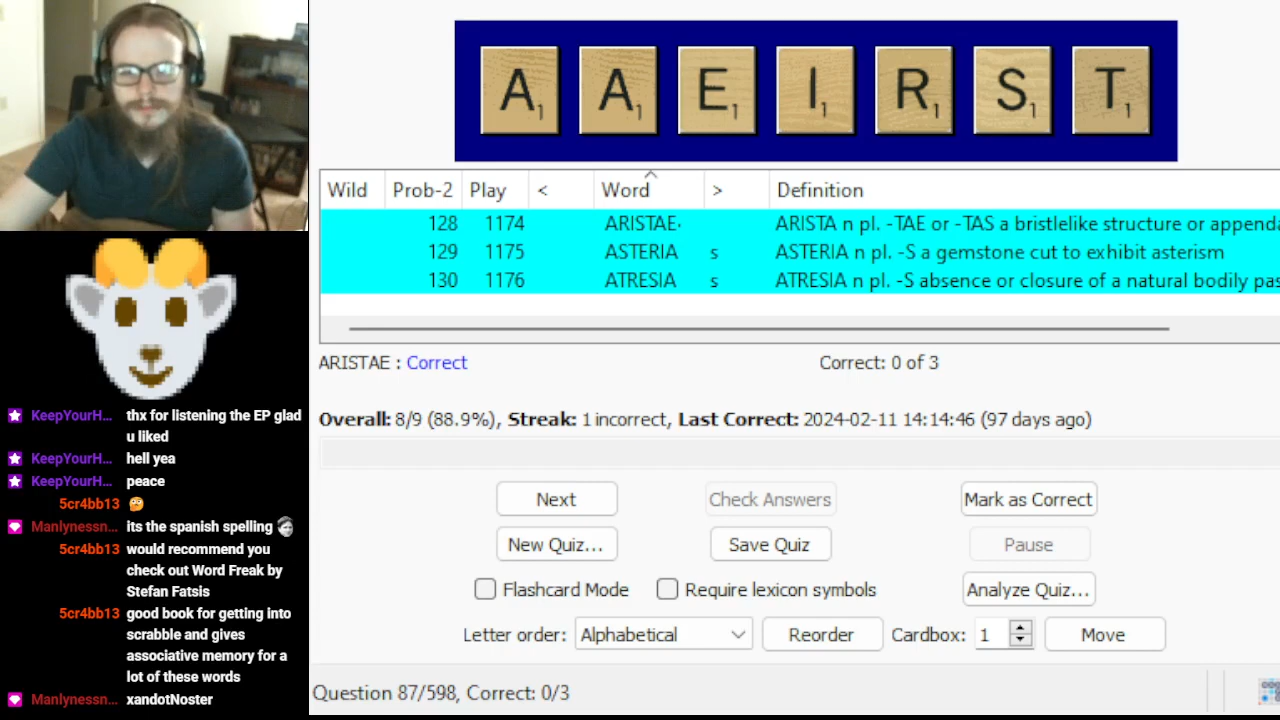 A1 A1 E1 I1 R1 S1 T1
Wild Prob-2 Play < Word > Definition
128 1174 ARISTAE· ARISTA n pl. -TAE or -TAS a bristlelike structure or appenda
129 1175 ASTERIA s ASTERIA n pl. -S a gemstone cut to exhibit asterism
130 1176 ATRESIA s ATRESIA n pl. -S absence or closure of a natural bodily pas
ARISTAE : Correct Correct: 0 of 3
Overall: 8/9 (88.9%), Streak: 1 incorrect, Last Correct: 2024-02-11 14:14:46 (97 days ago)
Next Check Answers Mark as Correct
New Quiz... Save Quiz Pause
Flashcard Mode Require lexicon symbols Analyze Quiz...
Letter order: Alphabetical Reorder Cardbox: 1 Move
Question 87/598, Correct: 0/3
KeepYourH... thx for listening the EP glad
u liked
KeepYourH... hell yea
KeepYourH... peace
5cr4bb13
Manlynessn... its the spanish spelling
5cr4bb13 would recommend you
check out Word Freak by
Stefan Fatsis
5cr4bb13 good book for getting into
scrabble and gives
associative memory for a
lot of these words
Manlynessn... xandotNoster